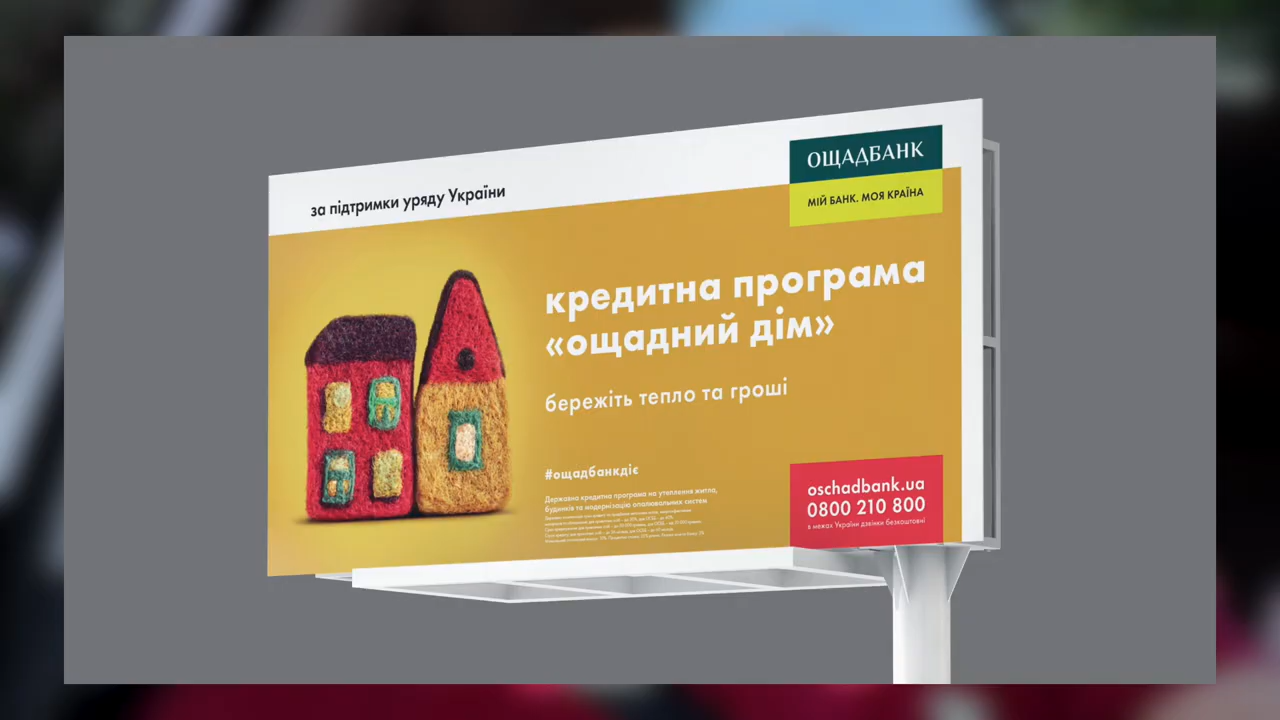 за підтримки уряду України
ОЩАДБАНК
МІЙ БАНК. МОЯ КРАЇНА
кредитна програма
«ощадний дім»
бережіть тепло та гроші
#ощадбанкдіє
Державна кредитна програма на утеплення житла,
будинків та модернізацію опалювальних систем
oschadbank.ua
0800 210 800
в межах України дзвінки безкоштовні